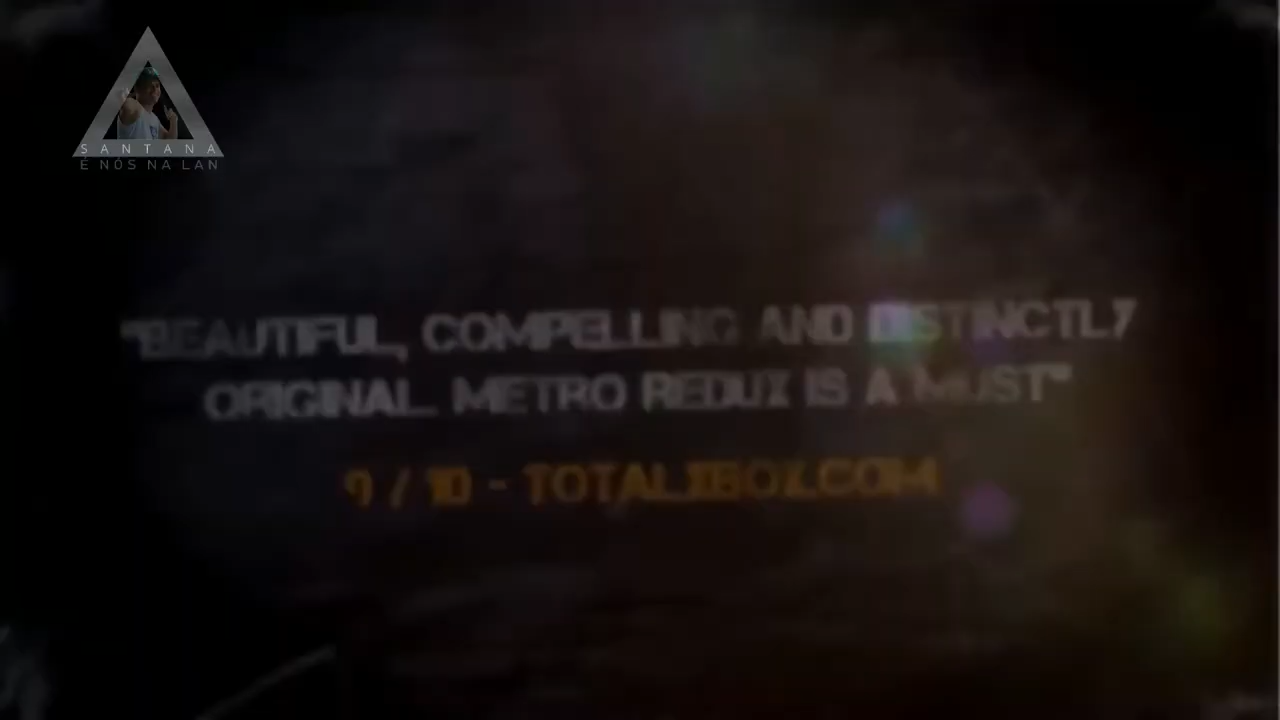 SANTANA
É NÓS NA LAN
"BEAUTIFUL, COMPELLING AND DISTINCTLY
ORIGINAL. METRO REDUX IS A MUST"
9 / 10 - TOTALXBOX.COM